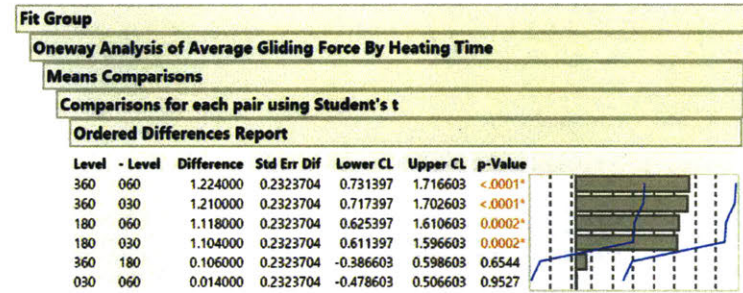 Fit Group
Oneway Analysis of Average Gliding Force By Heating Time
Means Comparisons
Comparisons for each pair using Student's t
Ordered Differences Report
Level - Level Difference Std Err Dif Lower CL Upper CL p-Value
360 060 1.224000 0.2323704 0.731397 1.716603 <.0001*
360 030 1.210000 0.2323704 0.717397 1.702603 <.0001*
180 060 1.118000 0.2323704 0.625397 1.610603 0.0002*
180 030 1.104000 0.2323704 0.611397 1.596603 0.0002*
360 180 0.106000 0.2323704 -0.386603 0.598603 0.6544
030 060 0.014000 0.2323704 -0.478603 0.506603 0.9527